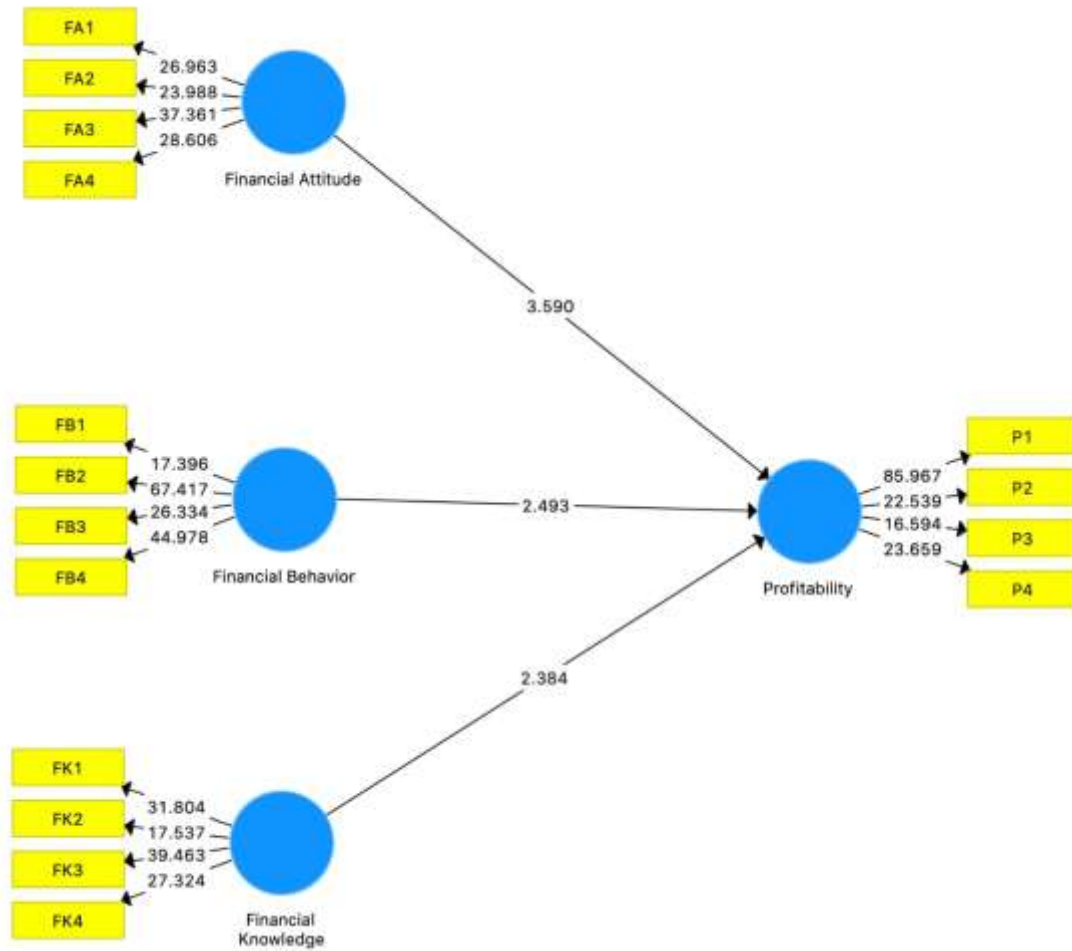 FA1
26.963
FA2
23.988
37.361
FA3
28.606
FA4
Financial Attitude
3.590
FB1
17.396
FB2
67.417
26.334
FB3
44.978
FB4
Financial Behavior
2.493
P1
85.967
P2
22.539
16.594
P3
23.659
P4
Profitability
2.384
FK1
31.804
FK2
17.537
39.463
FK3
27.324
FK4
Financial
Knowledge